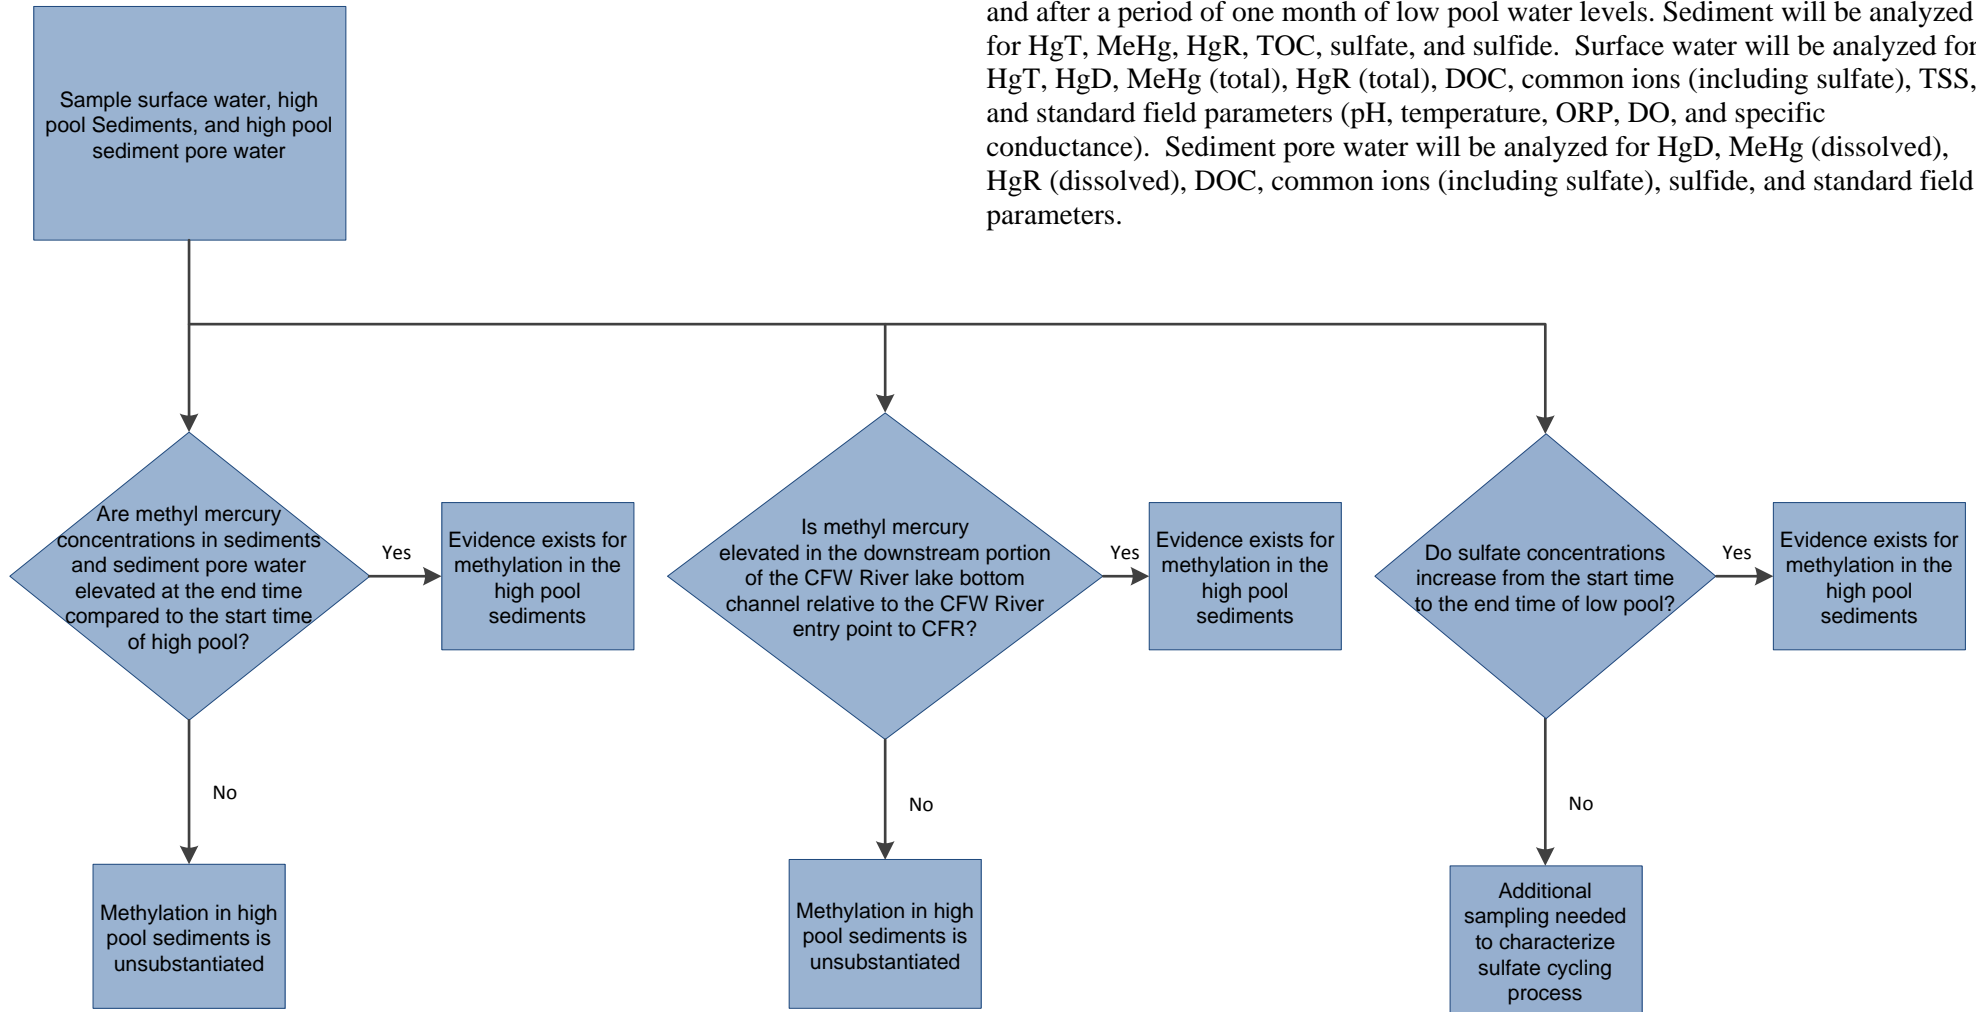 and after a period of one month of low pool water levels. Sediment will be analyzed
for HgT, MeHg, HgR, TOC, sulfate, and sulfide.  Surface water will be analyzed for
HgT, HgD, MeHg (total), HgR (total), DOC, common ions (including sulfate), TSS,
and standard field parameters (pH, temperature, ORP, DO, and specific
conductance).  Sediment pore water will be analyzed for HgD, MeHg (dissolved),
HgR (dissolved), DOC, common ions (including sulfate), sulfide, and standard field
parameters.
Sample surface water, high
pool Sediments, and high pool
sediment pore water
Are methyl mercury
concentrations in sediments
and sediment pore water
elevated at the end time
compared to the start time
of high pool?
Yes
Evidence exists for
methylation in the
high pool
sediments
No
Methylation in high
pool sediments is
unsubstantiated
Is methyl mercury
elevated in the downstream portion
of the CFW River lake bottom
channel relative to the CFW River
entry point to CFR?
Yes
Evidence exists for
methylation in the
high pool
sediments
No
Methylation in high
pool sediments is
unsubstantiated
Do sulfate concentrations
increase from the start time
to the end time of low pool?
Yes
Evidence exists for
methylation in the
high pool
sediments
No
Additional
sampling needed
to characterize
sulfate cycling
process